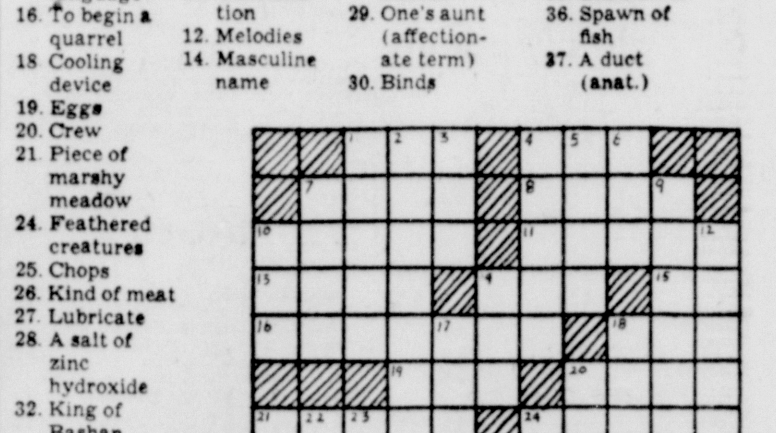 16. To begin a
quarrel
18 Cooling
device
19. Eggs
20. Crew
21. Piece of
marshy
meadow
24. Feathered
creatures
25. Chops
26. Kind of meat
27. Lubricate
28. A salt of
zinc
hydroxide
32. King of
tion
12. Melodies
14. Masculine
name
29. One's aunt
(affection-
ate term)
30. Binds
36. Spawn of
fish
37. A duct
(anat.)
1 2 3 4 5 6
7 8 9
10 11 12
13 4 15
16 17 18
19 20
21 22 23 24